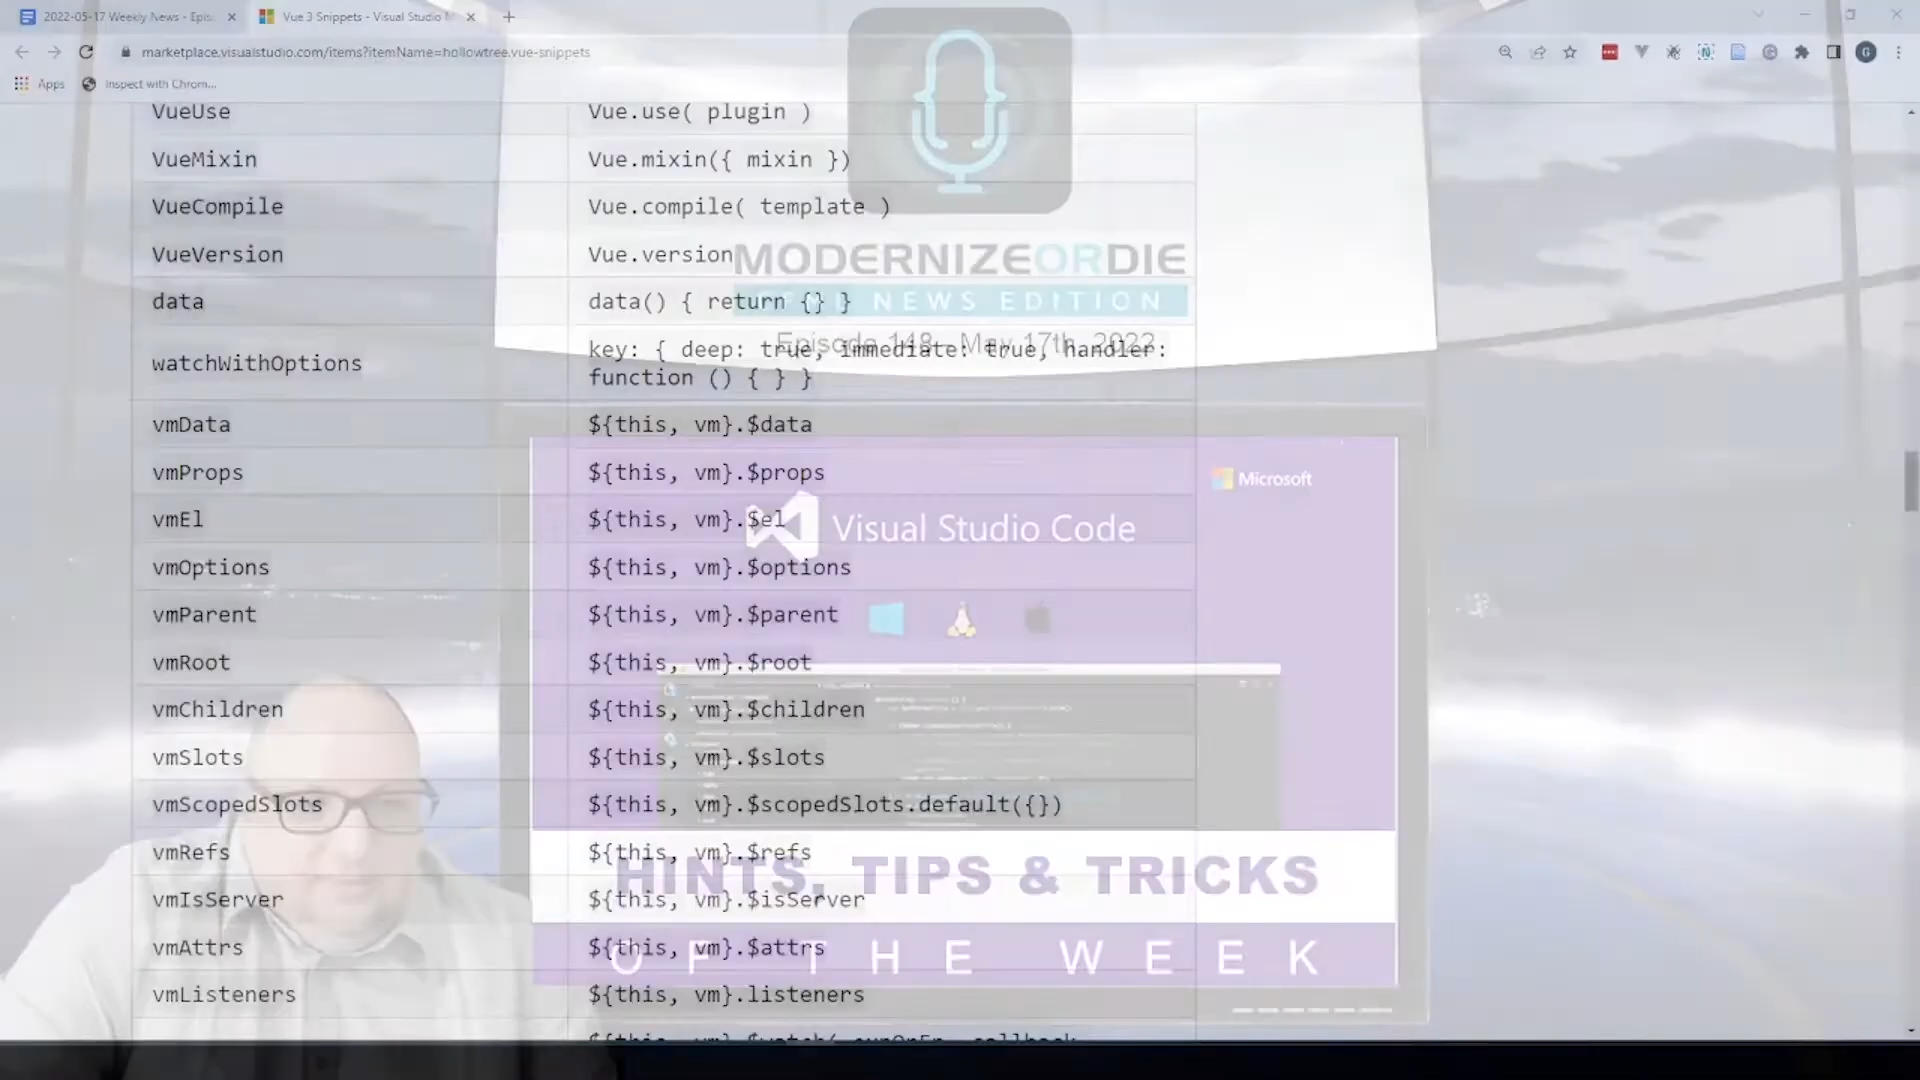 2022-05-17 Weekly News - Epis
Vue 3 Snippets - Visual Studio M
marketplace.visualstudio.com/items?itemName=hollowtree.vue-snippets
Apps
Inspect with Chrom...
VueUse
Vue.use( plugin )
VueMixin
Vue.mixin({ mixin })
VueCompile
Vue.compile( template )
VueVersion
Vue.version
MODERNIZEORDIE
data
data() { return {} }
NEWS EDITION
Episode 148 - May 17th, 2022
watchWithOptions
key: { deep: true, immediate: true, handler:
function () { } }
vmData
${this, vm}.$data
vmProps
${this, vm}.$props
Microsoft
vmEl
${this, vm}.$el
Visual Studio Code
vmOptions
${this, vm}.$options
vmParent
${this, vm}.$parent
vmRoot
${this, vm}.$root
vmChildren
${this, vm}.$children
vmSlots
${this, vm}.$slots
vmScopedSlots
${this, vm}.$scopedSlots.default({})
vmRefs
${this, vm}.$refs
HINTS, TIPS & TRICKS
vmIsServer
${this, vm}.$isServer
vmAttrs
${this, vm}.$attrs
OF THE WEEK
vmListeners
${this, vm}.listeners